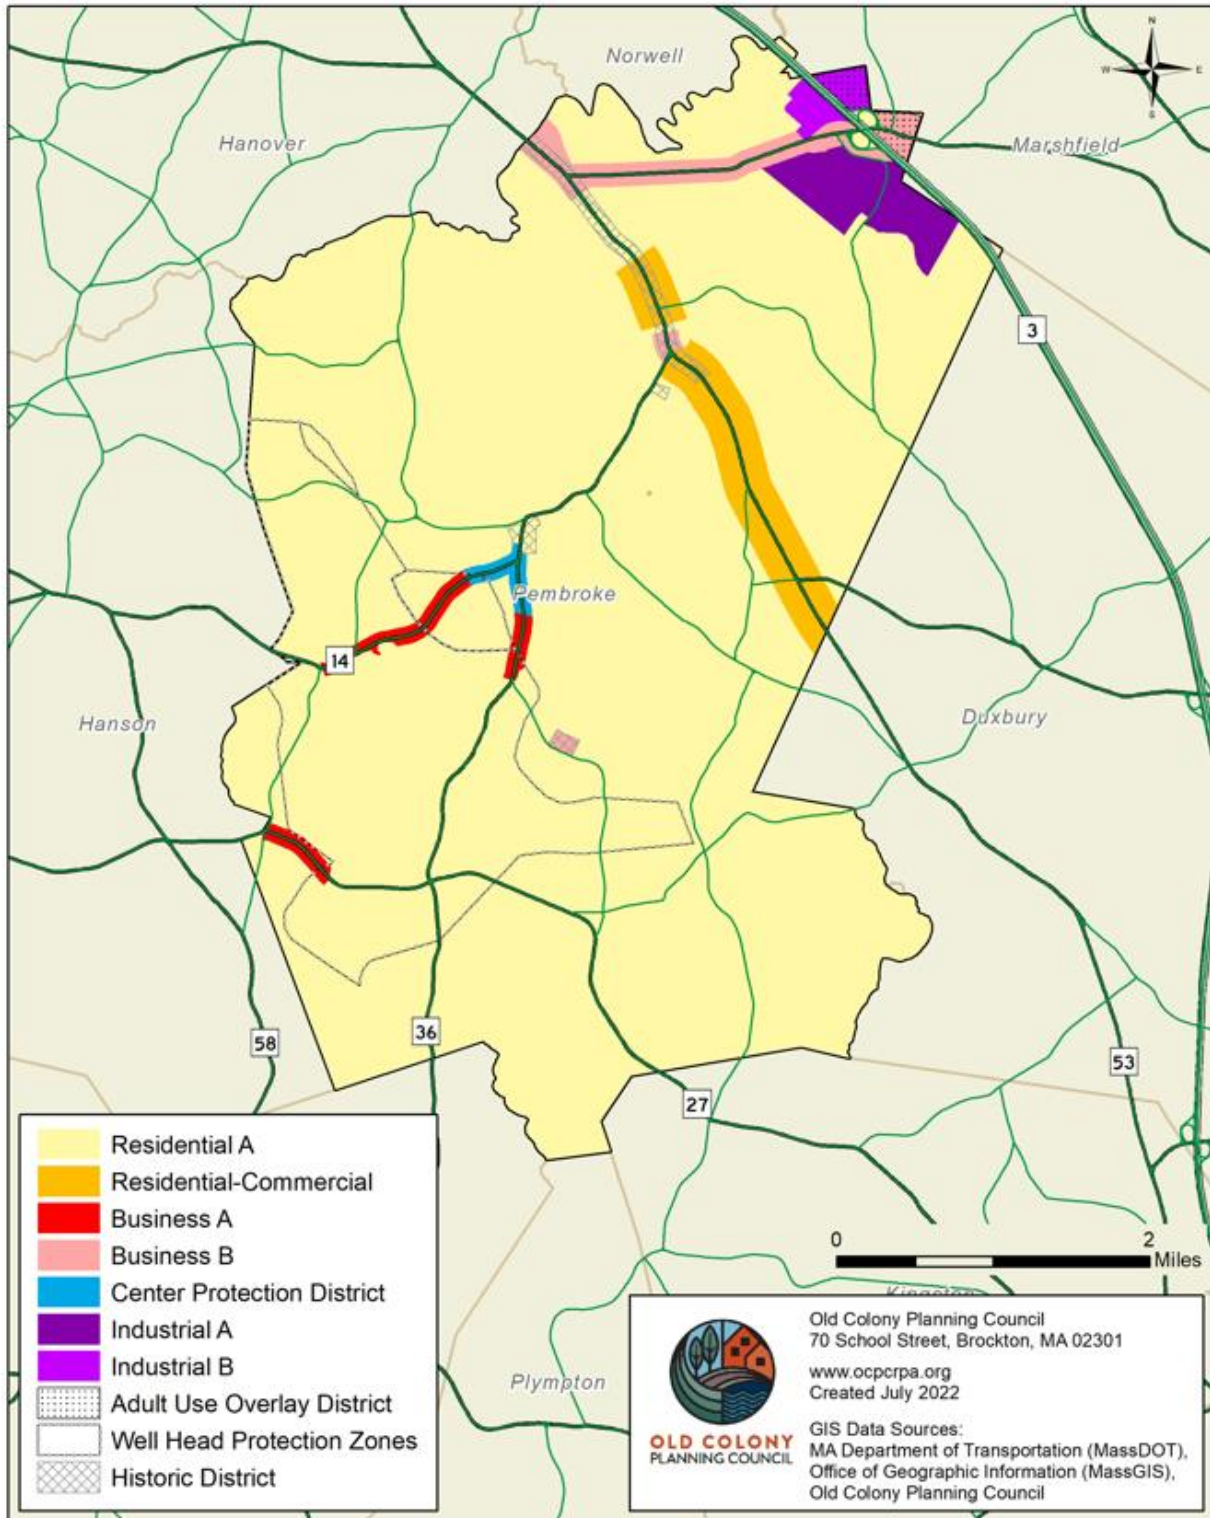 Norwell
N
W
E
S
Hanover
Marshfield
3
Pembroke
14
Hanson
Duxbury
58
36
27
53
Residential A
Residential-Commercial
Business A
Business B
Center Protection District
Industrial A
Industrial B
Adult Use Overlay District
Well Head Protection Zones
Historic District
0
2
Miles
Kingston
Plympton
OLD COLONY
PLANNING COUNCIL
Old Colony Planning Council
70 School Street, Brockton, MA 02301
www.ocpcrpa.org
Created July 2022
GIS Data Sources:
MA Department of Transportation (MassDOT),
Office of Geographic Information (MassGIS),
Old Colony Planning Council